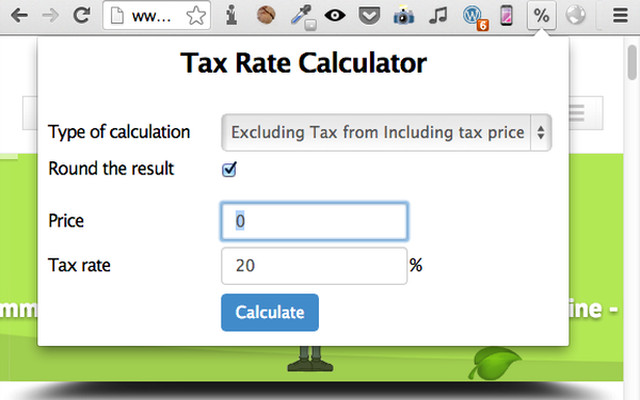 ww...
%
6
Tax Rate Calculator
Type of calculation
Excluding Tax from Including tax price
Round the result
Price
0
Tax rate
20
%
Calculate
mm
ine -